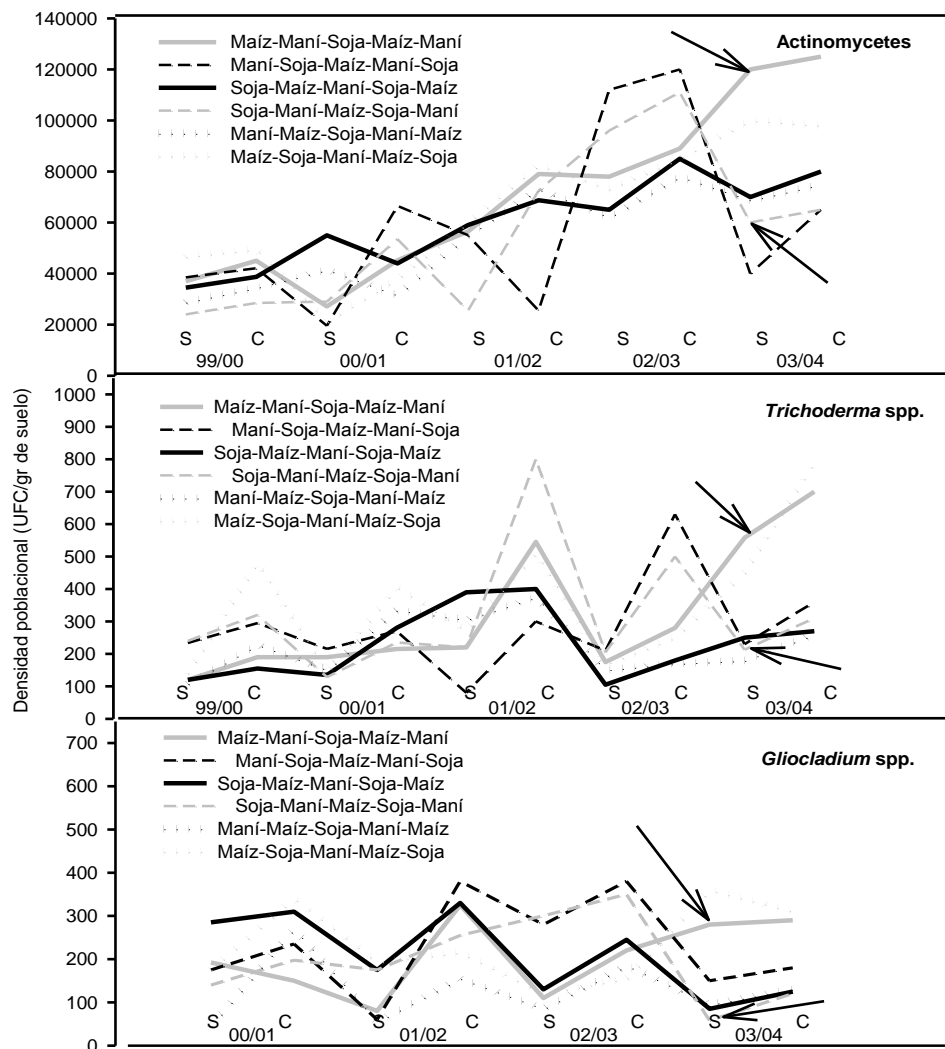 Densidad poblacional (UFC/gr de suelo)
140000
120000
100000
80000
60000
40000
20000
0
Actinomycetes
Maíz-Maní-Soja-Maíz-Maní
Maní-Soja-Maíz-Maní-Soja
Soja-Maíz-Maní-Soja-Maíz
Soja-Maní-Maíz-Soja-Maní
Maní-Maíz-Soja-Maní-Maíz
Maíz-Soja-Maní-Maíz-Soja
S C S C S C S C S C
99/00 00/01 01/02 02/03 03/04
1000
900
800
700
600
500
400
300
200
100
0
Trichoderma spp.
Maíz-Maní-Soja-Maíz-Maní
Maní-Soja-Maíz-Maní-Soja
Soja-Maíz-Maní-Soja-Maíz
Soja-Maní-Maíz-Soja-Maní
Maní-Maíz-Soja-Maní-Maíz
Maíz-Soja-Maní-Maíz-Soja
S C S C S C S C S C
99/00 00/01 01/02 02/03 03/04
700
600
500
400
300
200
100
0
Gliocladium spp.
Maíz-Maní-Soja-Maíz-Maní
Maní-Soja-Maíz-Maní-Soja
Soja-Maíz-Maní-Soja-Maíz
Soja-Maní-Maíz-Soja-Maní
Maní-Maíz-Soja-Maní-Maíz
Maíz-Soja-Maní-Maíz-Soja
S C S C S C S C
00/01 01/02 02/03 03/04